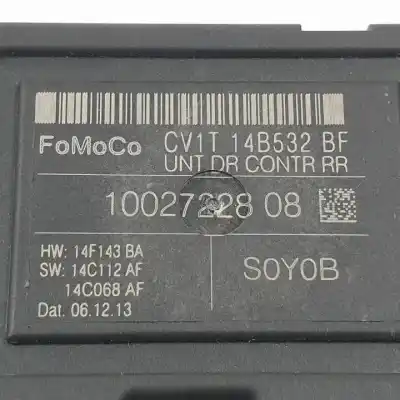 FoMoCo CV1T 14B532 BF
UNT DR CONTR RR
10027228 08
HW: 14F143 BA
SW: 14C112 AF
14C068 AF
Dat. 06.12.13
S0Y0B